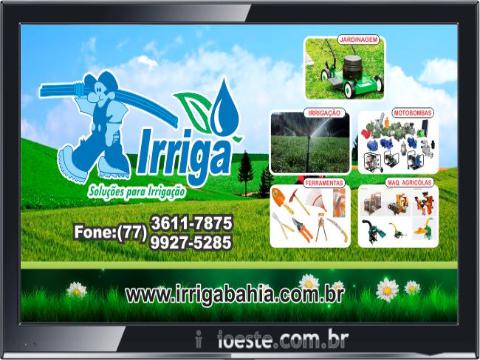 JARDINAGEM
IRRIGAÇÃO
MOTOBOMBAS
Irriga
Soluções para Irrigação
FERRAMENTAS
MAQ. AGRICÓLAS
Fone:(77) 3611-7875
9927-5285
www.irrigabahia.com.br
ioeste.com.br